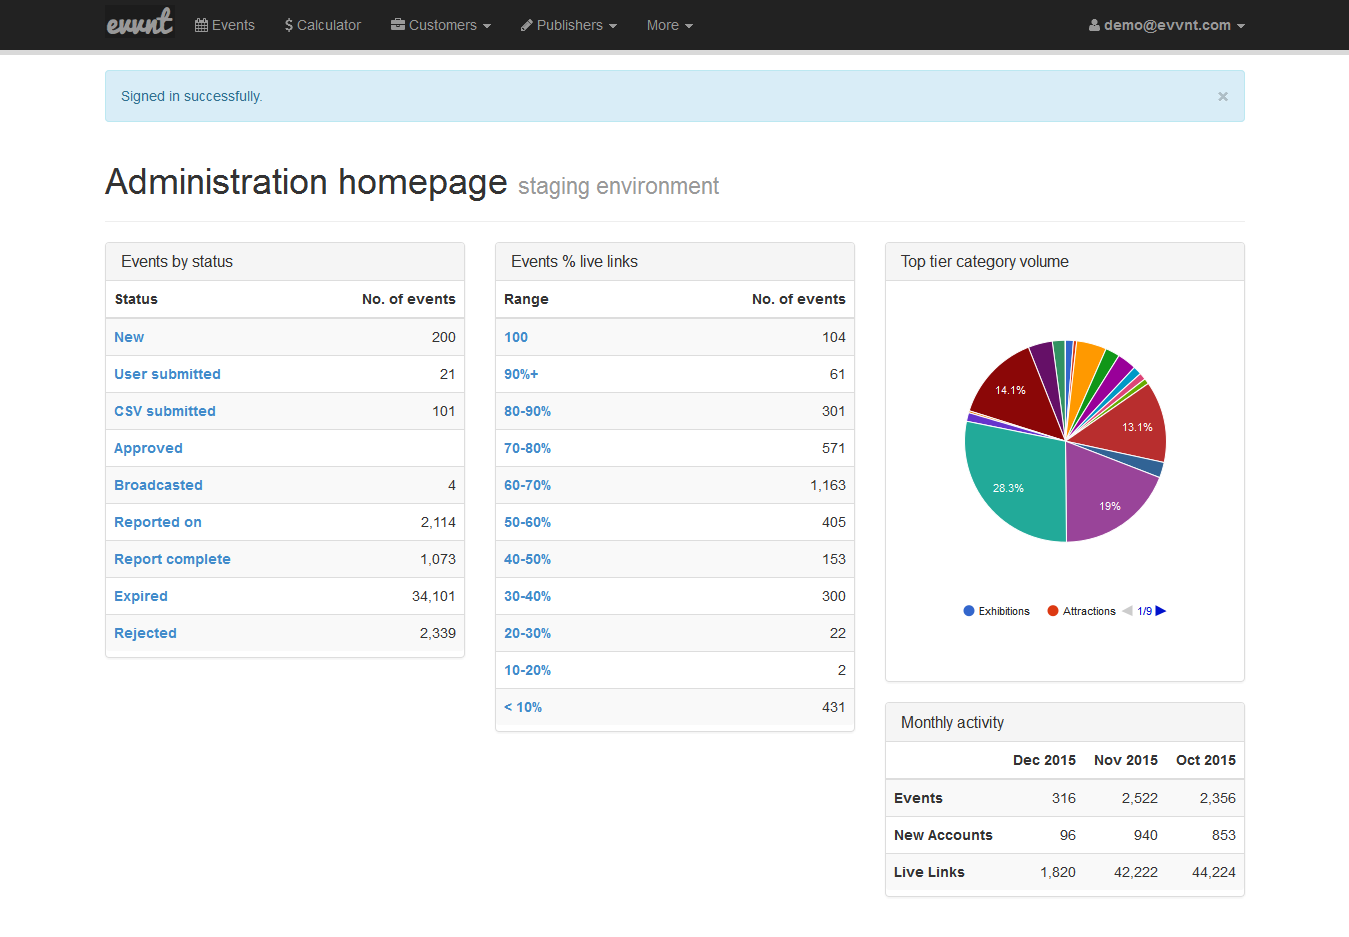 evvnt Events $ Calculator Customers Publishers More demo@evvnt.com
Signed in successfully. ×
Administration homepage staging environment
Events by status
Status No. of events
New 200
User submitted 21
CSV submitted 101
Approved
Broadcasted 4
Reported on 2,114
Report complete 1,073
Expired 34,101
Rejected 2,339
Events % live links
Range No. of events
100 104
90%+ 61
80-90% 301
70-80% 571
60-70% 1,163
50-60% 405
40-50% 153
30-40% 300
20-30% 22
10-20% 2
< 10% 431
Top tier category volume
14.1%
13.1%
28.3%
19%
Exhibitions Attractions 1/9
Monthly activity
Dec 2015 Nov 2015 Oct 2015
Events 316 2,522 2,356
New Accounts 96 940 853
Live Links 1,820 42,222 44,224